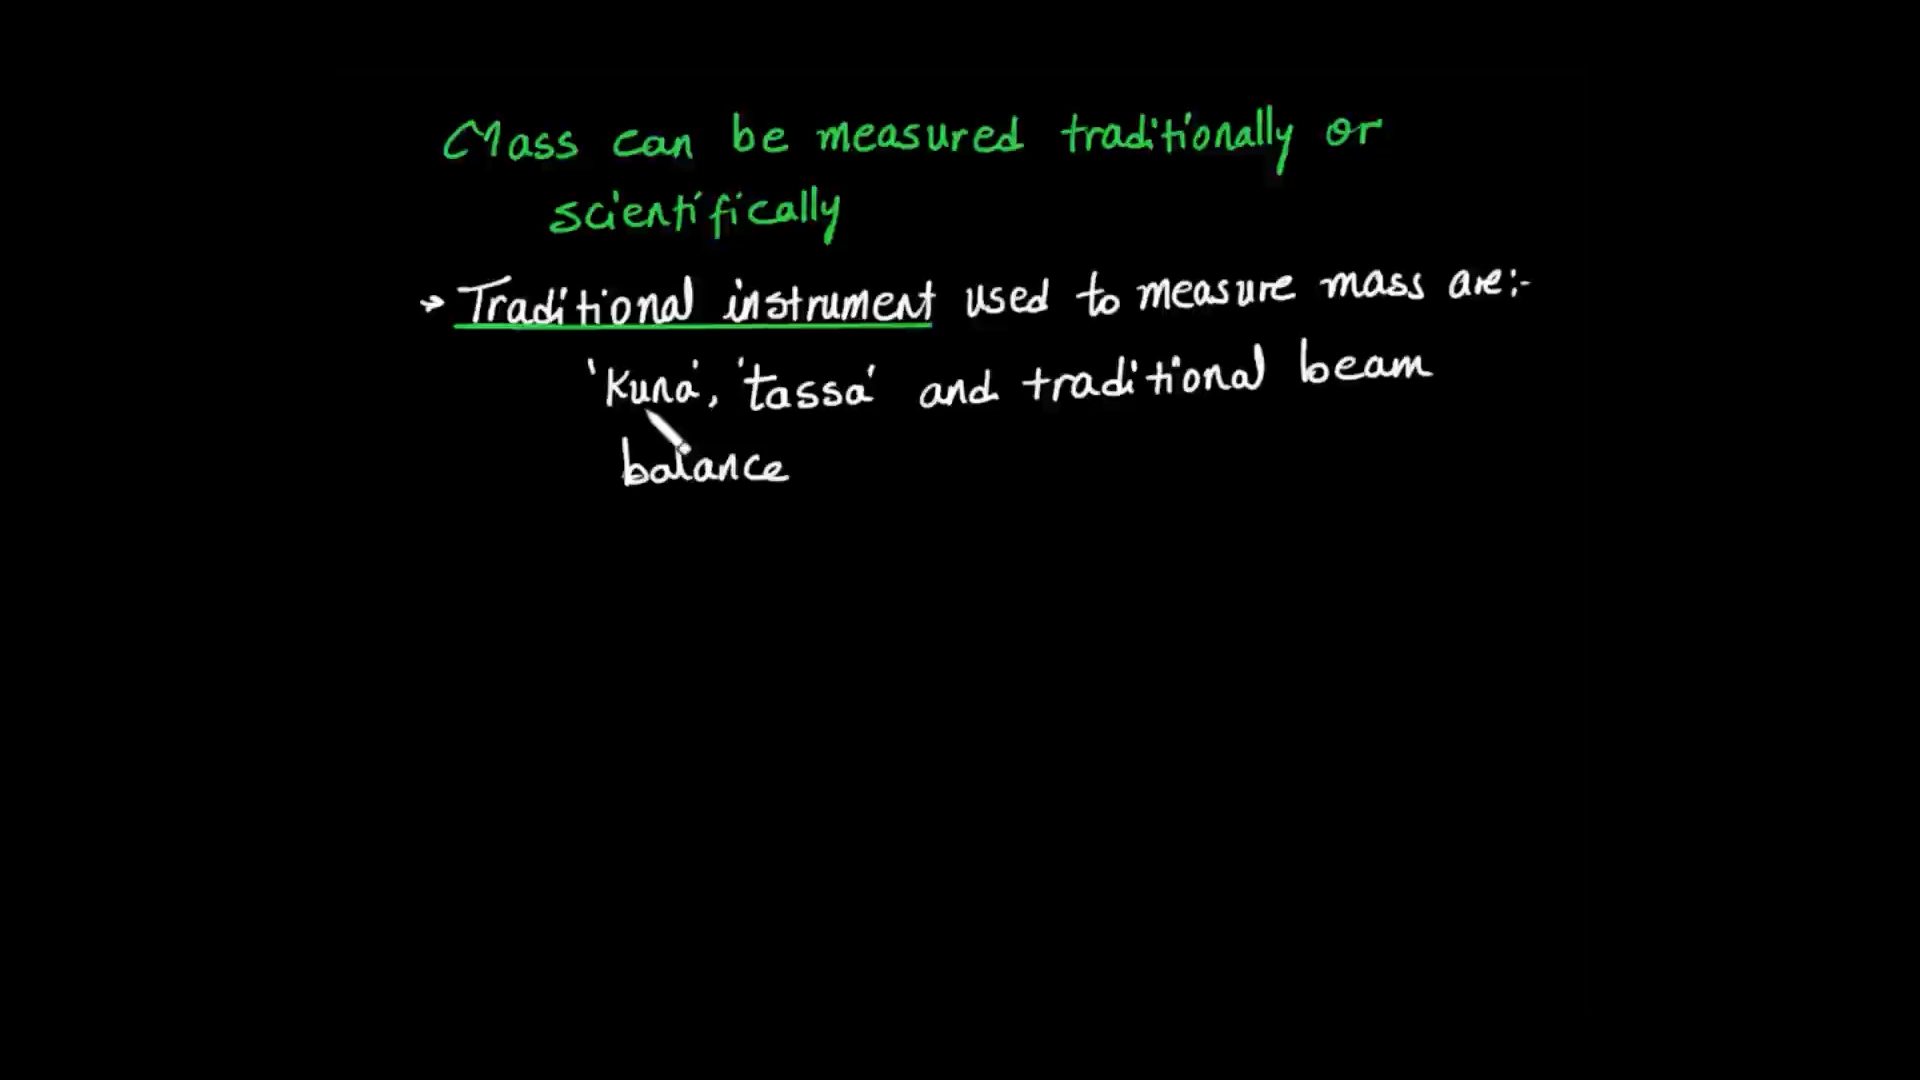 Mass can be measured traditionally or
scientifically
→ Traditional instrument used to measure mass are:-
'Kuna', 'tassa' and traditional beam
balance